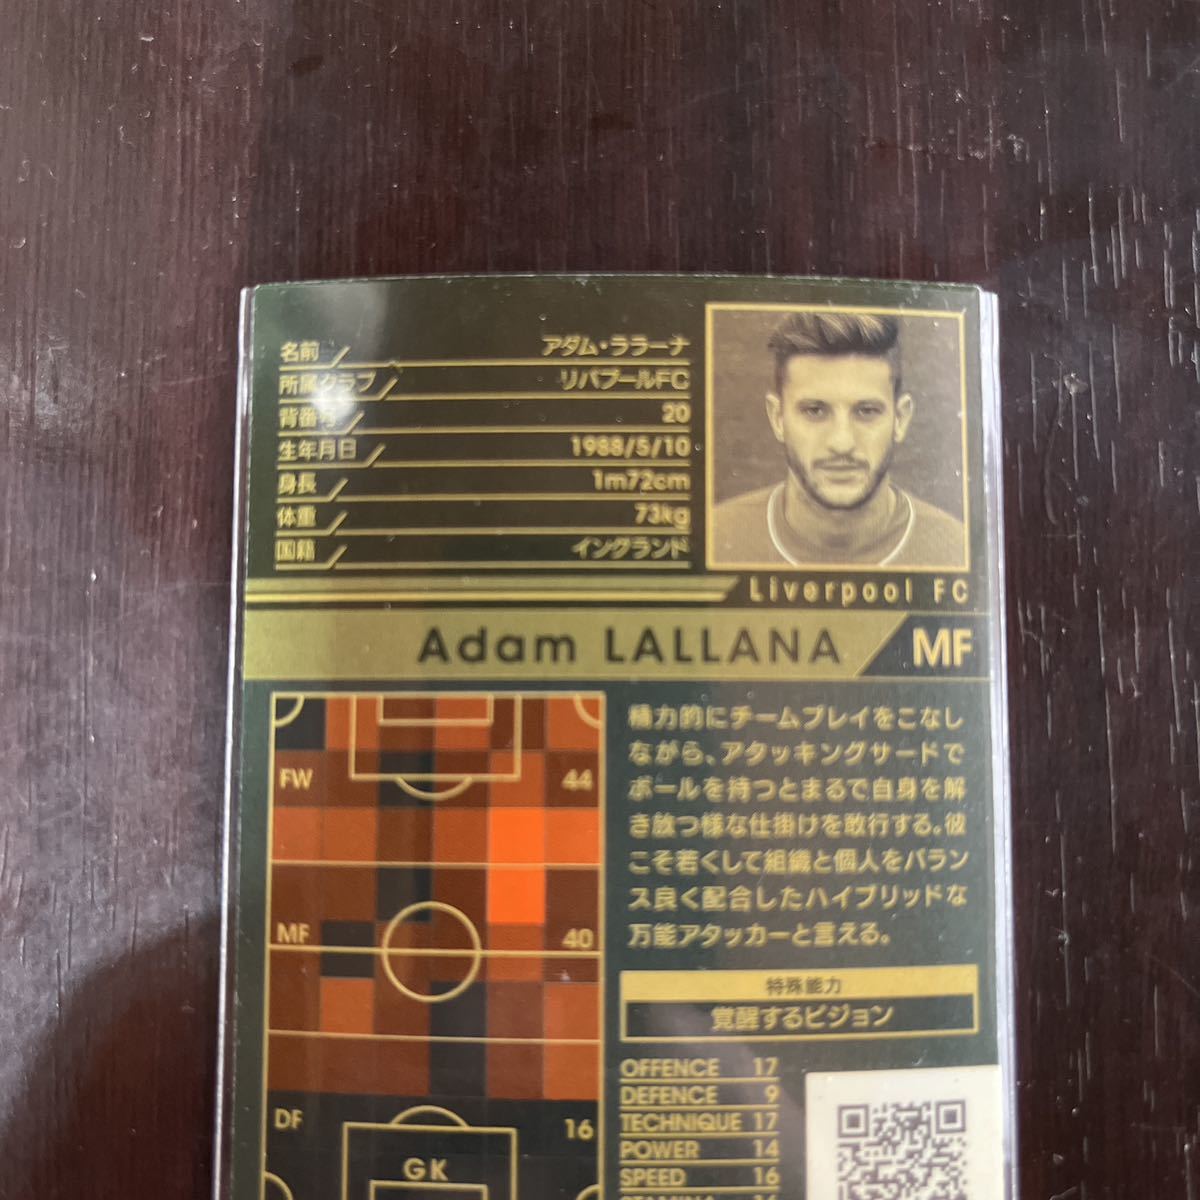 名前 アダム・ララーナ
所属クラブ リバプールFC
背番号 20
生年月日 1988/5/10
身長 1m72cm
体重 73kg
国籍 イングランド
Liverpool FC
Adam LALLANA MF
FW 44
MF 40
DF 16
GK
精力的にチームプレイをこなし
ながら、アタッキングサードで
ボールを持つとまるで自身を解
き放つ様な仕掛けを敢行する。彼
こそ若くして組織と個人をバラン
ス良く配合したハイブリッドな
万能アタッカーと言える。
特殊能力
覚醒するビジョン
OFFENCE 17
DEFENCE 9
TECHNIQUE 17
POWER 14
SPEED 16
STAMINA 16